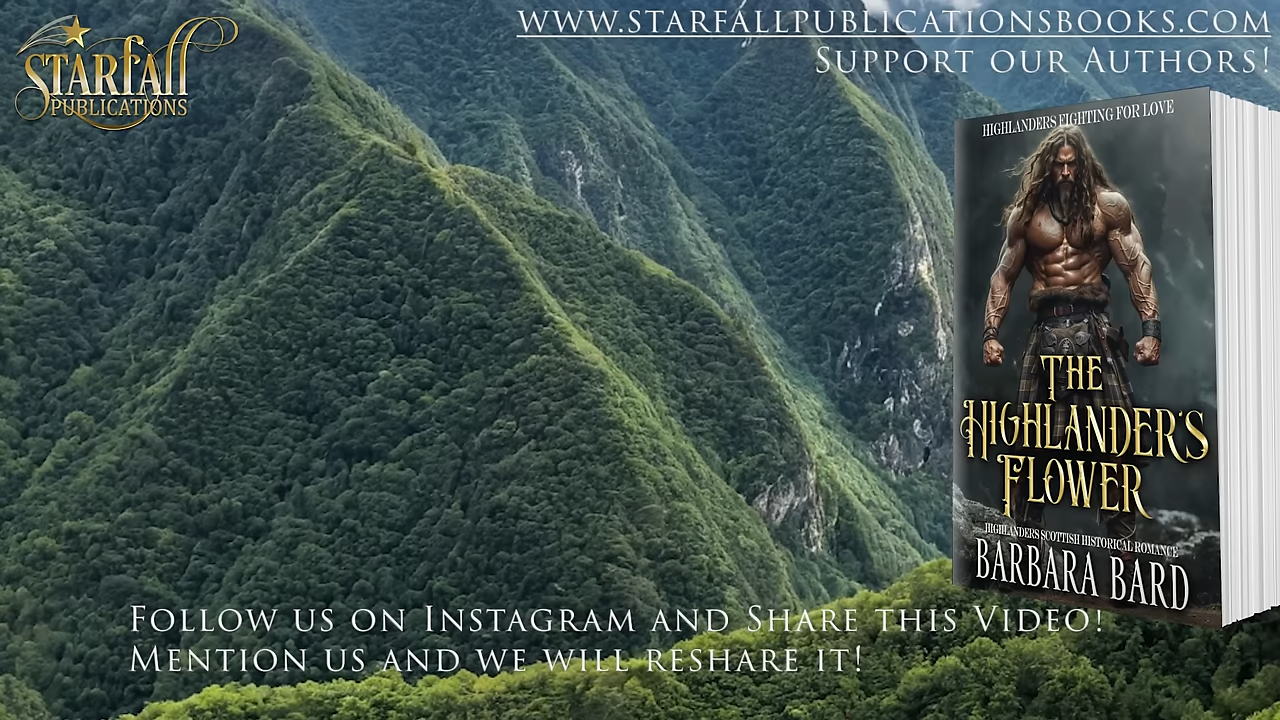 STARfall
PUBLICATIONS
WWW.STARFALLPUBLICATIONSBOOKS.COM
SUPPORT OUR AUTHORS!
HIGHLANDERS FIGHTING FOR LOVE
THE
HIGHLANDER'S
FLOWER
HIGHLANDERS SCOTTISH HISTORICAL ROMANCE
BARBARA BARD
FOLLOW US ON INSTAGRAM AND SHARE THIS VIDEO!
MENTION US AND WE WILL RESHARE IT!